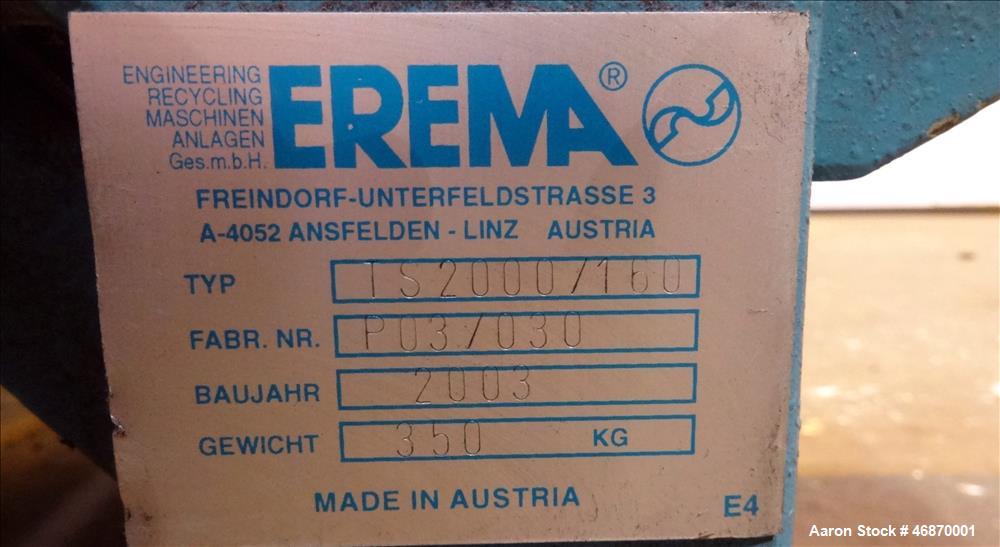 ENGINEERING
RECYCLING
MASCHINEN
ANLAGEN
Ges.m.b.H.
EREMA®
FREINDORF-UNTERFELDSTRASSE 3
A-4052 ANSFELDEN - LINZ AUSTRIA
TYP TS2000/160
FABR. NR. P03/030
BAUJAHR 2003
GEWICHT 350 KG
MADE IN AUSTRIA E4
Aaron Stock # 46870001